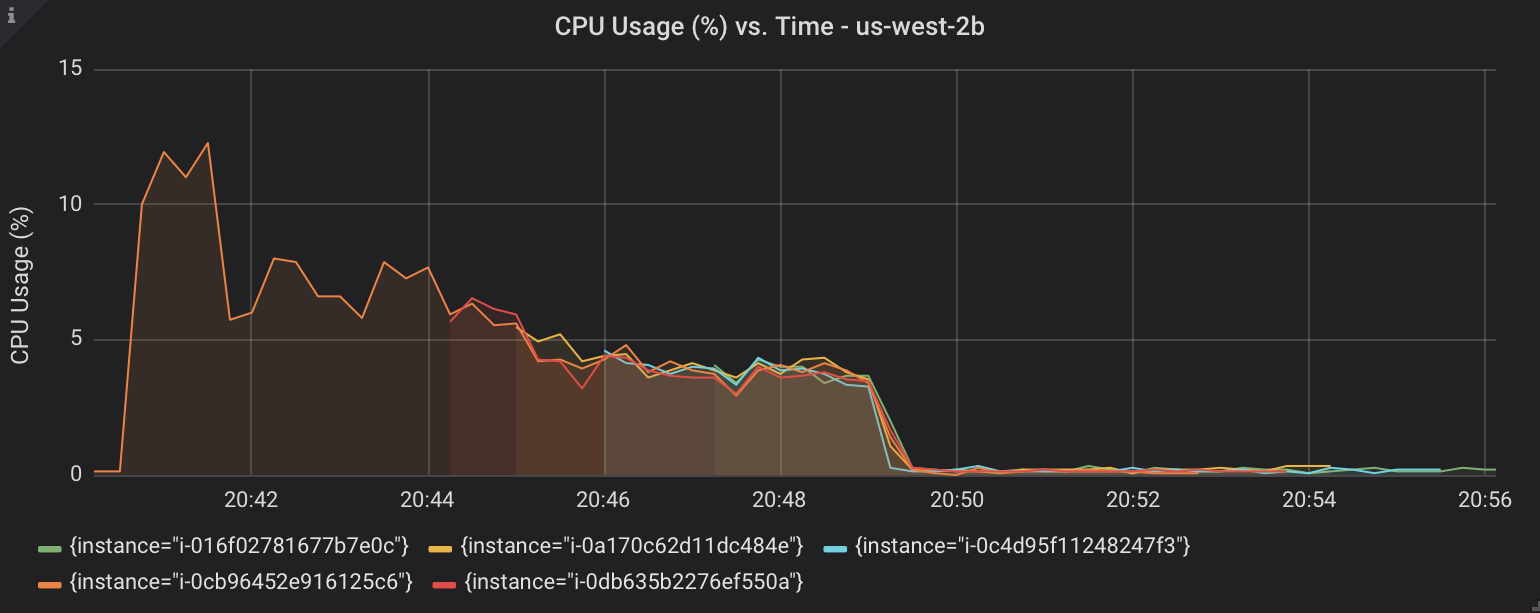 i
CPU Usage (%) vs. Time - us-west-2b
CPU Usage (%)
15
10
5
0
20:42 20:44 20:46 20:48 20:50 20:52 20:54 20:56
{instance="i-016f02781677b7e0c"} {instance="i-0a170c62d11dc484e"} {instance="i-0c4d95f11248247f3"}
{instance="i-0cb96452e916125c6"} {instance="i-0db635b2276ef550a"}